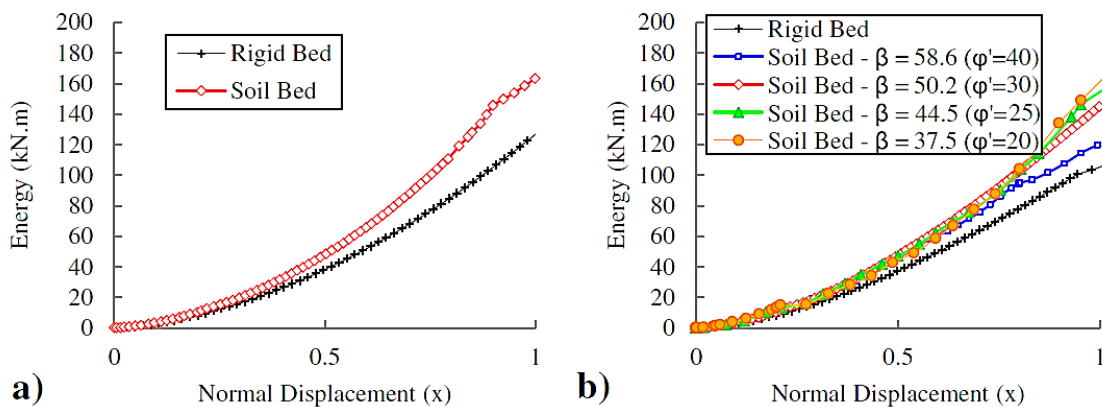 200
180
160
140
120
100
80
60
40
20
0
Energy (kN.m)
Rigid Bed
Soil Bed
0
0.5
1
Normal Displacement (x)
a)
200
180
160
140
120
100
80
60
40
20
0
Energy (kN.m)
Rigid Bed
Soil Bed - β = 58.6 (φ'=40)
Soil Bed - β = 50.2 (φ'=30)
Soil Bed - β = 44.5 (φ'=25)
Soil Bed - β = 37.5 (φ'=20)
0
0.5
1
Normal Displacement (x)
b)